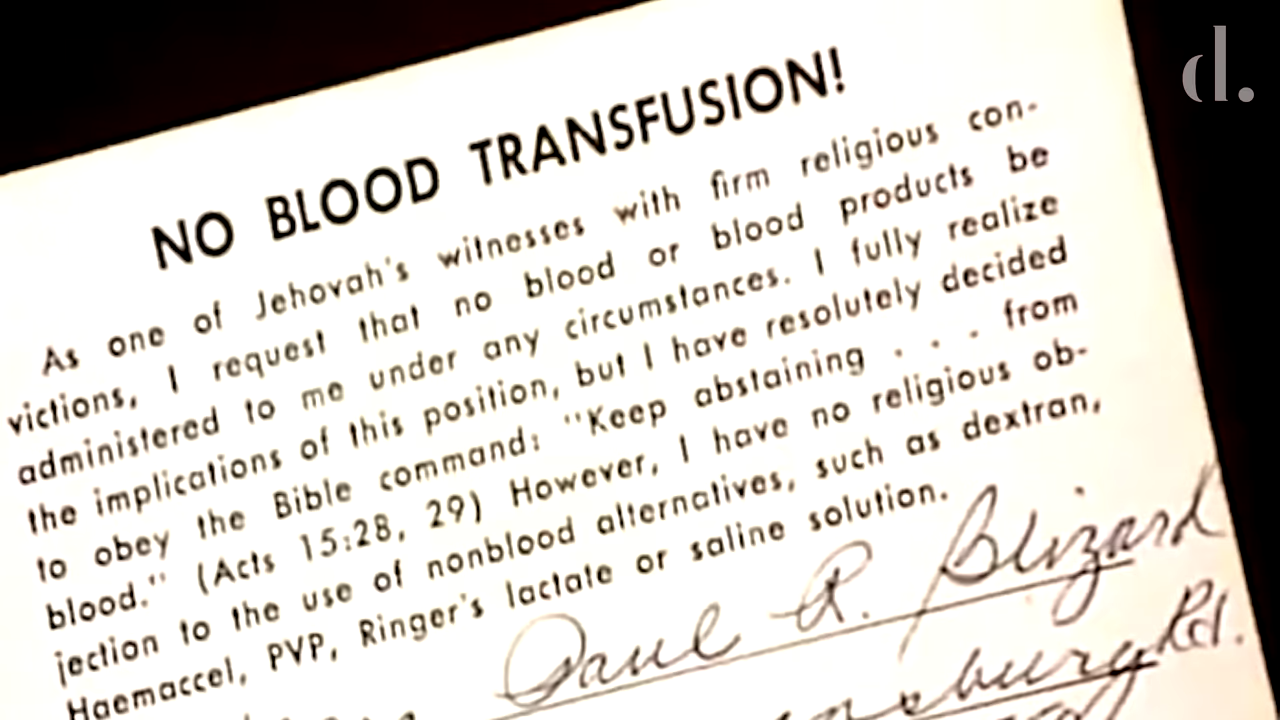 d.
NO BLOOD TRANSFUSION!
As one of Jehovah's witnesses with firm religious con-
victions, I request that no blood or blood products be
administered to me under any circumstances. I fully realize
the implications of this position, but I have resolutely decided
to obey the Bible command: "Keep abstaining . . . from
blood." (Acts 15:28, 29) However, I have no religious ob-
jection to the use of nonblood alternatives, such as dextran,
Haemaccel, PVP, Ringer's lactate or saline solution.
Paul R. Blizard
Rd.